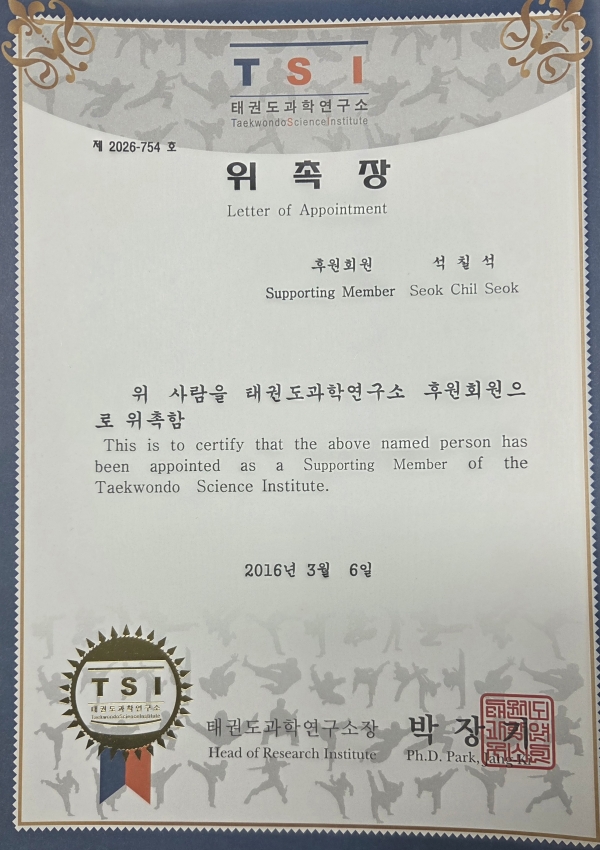 TSI
태권도과학연구소
TaekwondoScienceInstitute
제 2026-754 호
위 촉 장
Letter of Appointment
후원회원 석 칠 석
Supporting Member Seok Chil Seok
위 사람을 태권도과학연구소 후원회원으
로 위촉함
This is to certify that the above named person has
been appointed as a Supporting Member of the
Taekwondo Science Institute.
2016년 3월 6일
TSI
태권도과학연구소
TaekwondoScienceInstitute
태권도과학연구소장 박 장
Head of Research Institute Ph.D. Park,